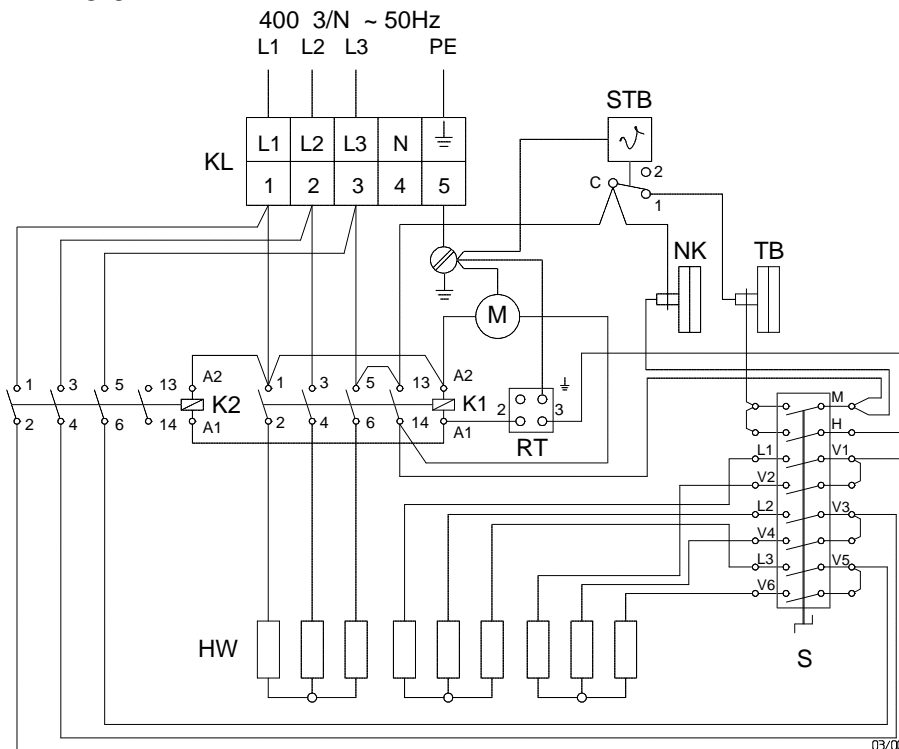 400 3/N ~ 50Hz
L1 L2 L3 PE
STB
KL L1 L2 L3 N
1 2 3 4 5
2
C
1
NK TB
M
1 3 5 13 A2 K2 1 3 5 13 A2 K1
2 4 6 14 A1 2 4 6 14 A1
2 3
RT
M
H
L1 V1
V2
L2 V3
V4
L3 V5
V6
HW
S